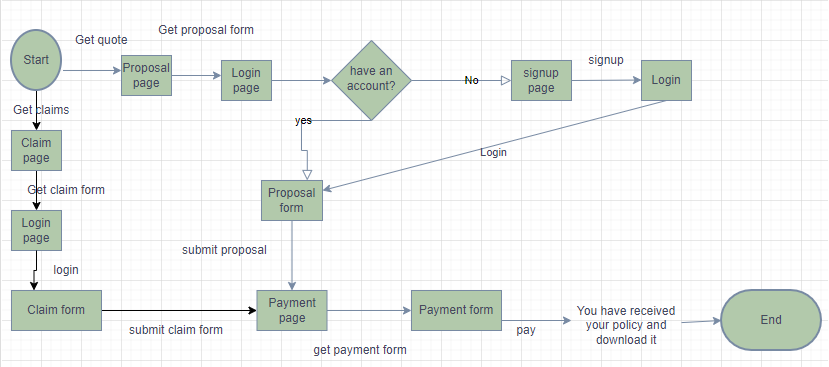 Get proposal form
Get quote
Start
Proposal
page
Login
page
have an
account?
No
signup
page
signup
Login
Get claims
yes
Claim
page
Login
Get claim form
Proposal
form
Login
page
submit proposal
login
Claim form
Payment
page
Payment form
You have received
your policy and
download it
End
submit claim form
pay
get payment form